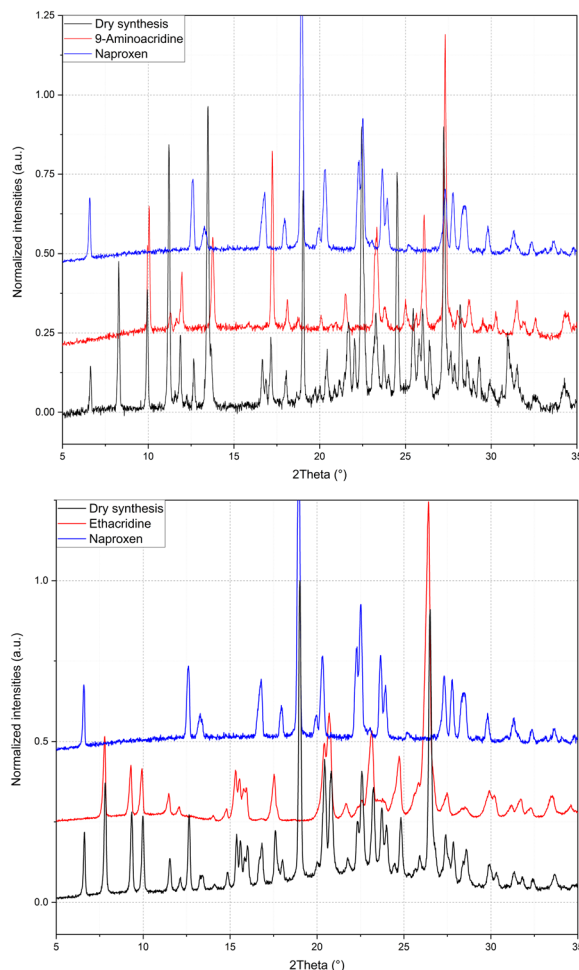 1.25
Dry synthesis
9-Aminoacridine
Naproxen
1.00
0.75
0.50
0.25
0.00
Normalized intensities (a.u.)
5 10 15 20 25 30 35
2Theta (°)
Dry synthesis
Ethacridine
Naproxen
1.0
0.5
0.0
Normalized intensities (a.u.)
5 10 15 20 25 30 35
2Theta (°)